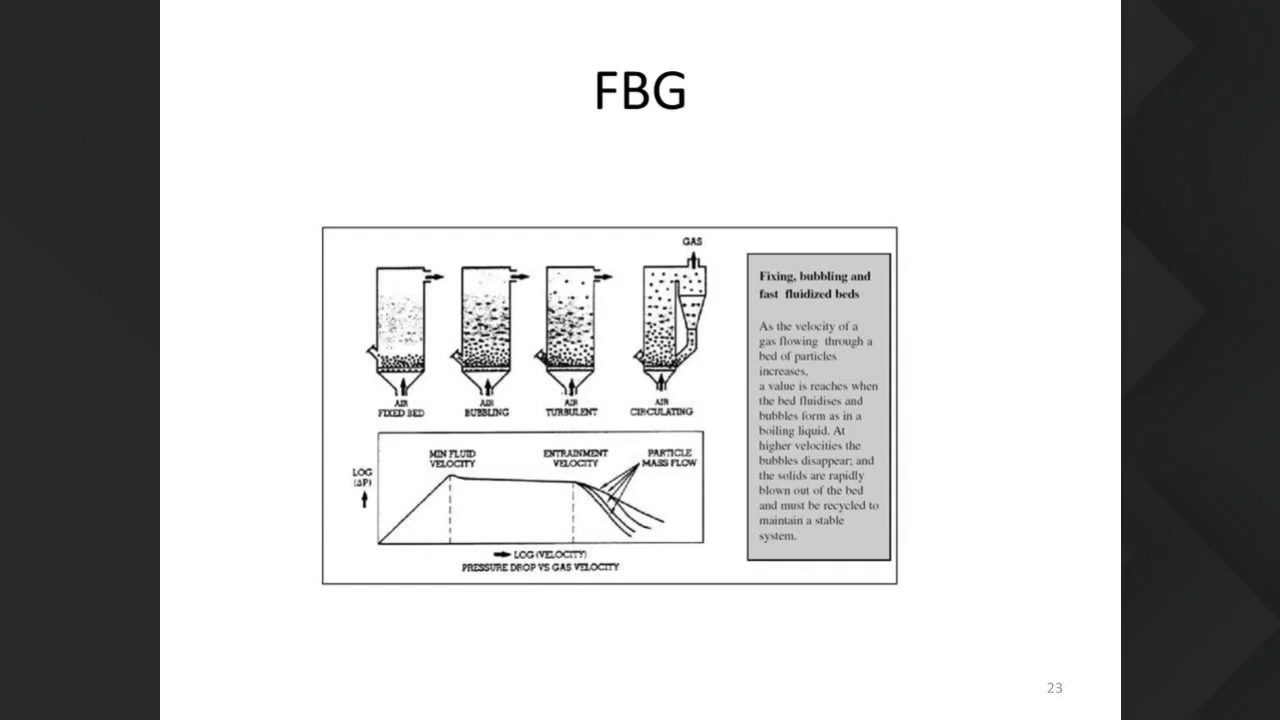 FBG
GAS
AIR
FIXED BED
AIR
BUBBLING
AIR
TURBULENT
AIR
CIRCULATING
MIN FLUID
VELOCITY
ENTRAINMENT
VELOCITY
PARTICLE
MASS FLOW
LOG
(ΔP)
LOG (VELOCITY)
PRESSURE DROP VS GAS VELOCITY
Fixing, bubbling and
fast fluidized beds
As the velocity of a
gas flowing through a
bed of particles
increases,
a value is reaches when
the bed fluidises and
bubbles form as in a
boiling liquid. At
higher velocities the
bubbles disappear; and
the solids are rapidly
blown out of the bed
and must be recycled to
maintain a stable
system.
23